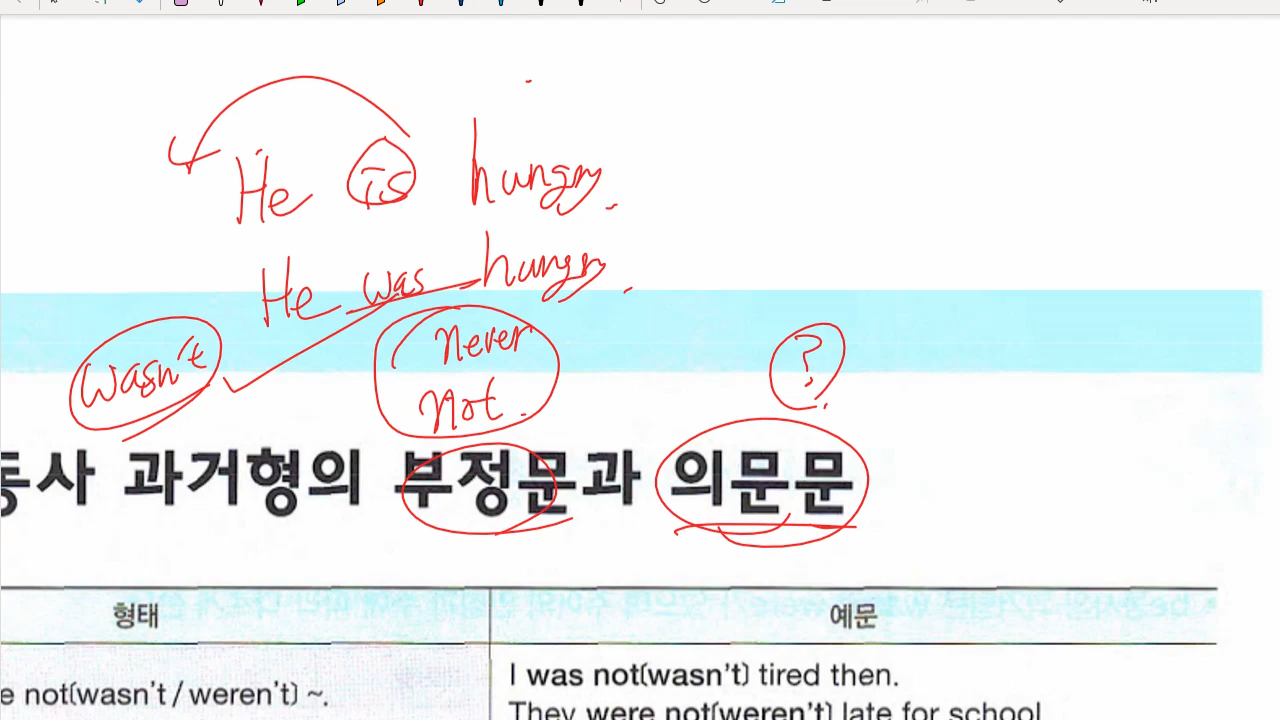 He is hungry.
He was hungry.
wasn't
never
not.
?
동사 과거형의 부정문과 의문문
형태
예문
e not(wasn't / weren't) ~.
I was not(wasn't) tired then.
They were not(weren't) late for school.